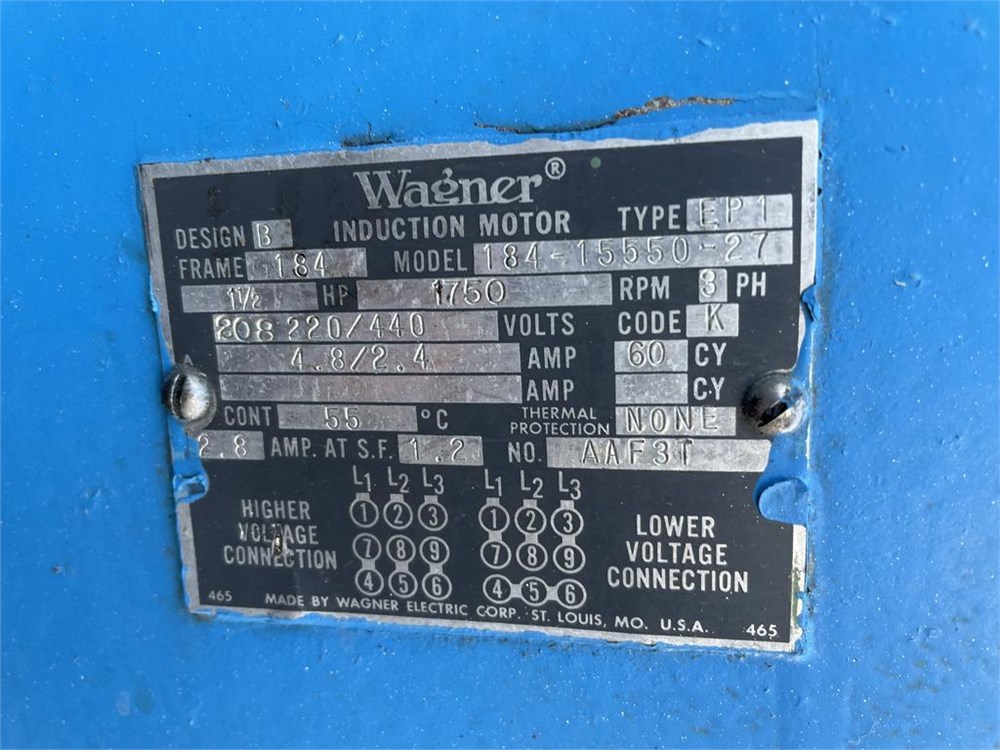 Wagner®
INDUCTION MOTOR TYPE EP1
DESIGN B
FRAME 184 MODEL 184-15550-27
1½ HP 1750 RPM 3 PH
208 220/440 VOLTS CODE K
4.8/2.4 AMP 60 CY
AMP CY
CONT 55 °C THERMAL PROTECTION NONE
2.8 AMP. AT S.F. 1.2 NO. AAF3T
HIGHER VOLTAGE CONNECTION
L1 L2 L3
1 2 3
7 8 9
4 5 6
L1 L2 L3
1 2 3
7 8 9
4 5 6
LOWER VOLTAGE CONNECTION
465 MADE BY WAGNER ELECTRIC CORP. ST. LOUIS, MO. U.S.A. 465